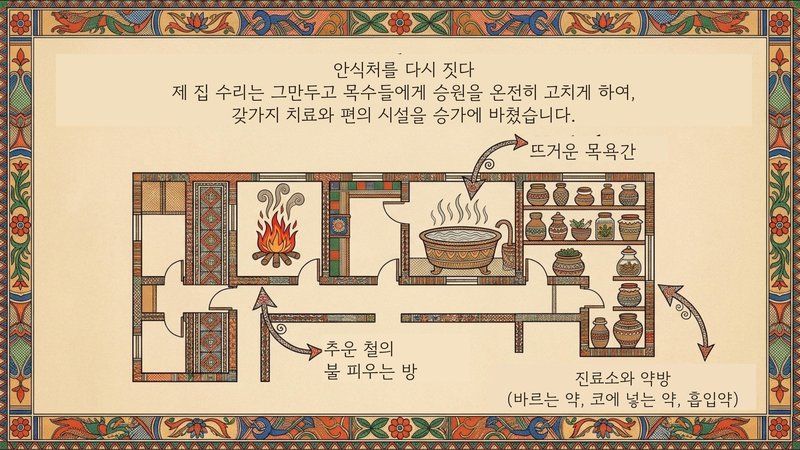 안식처를 다시 짓다
제 집 수리는 그만두고 목수들에게 승원을 온전히 고치게 하여,
갖가지 치료와 편의 시설을 승가에 바쳤습니다.
뜨거운 목욕간
추운 철의
불 피우는 방
진료소와 약방
(바르는 약, 코에 넣는 약, 흡입약)